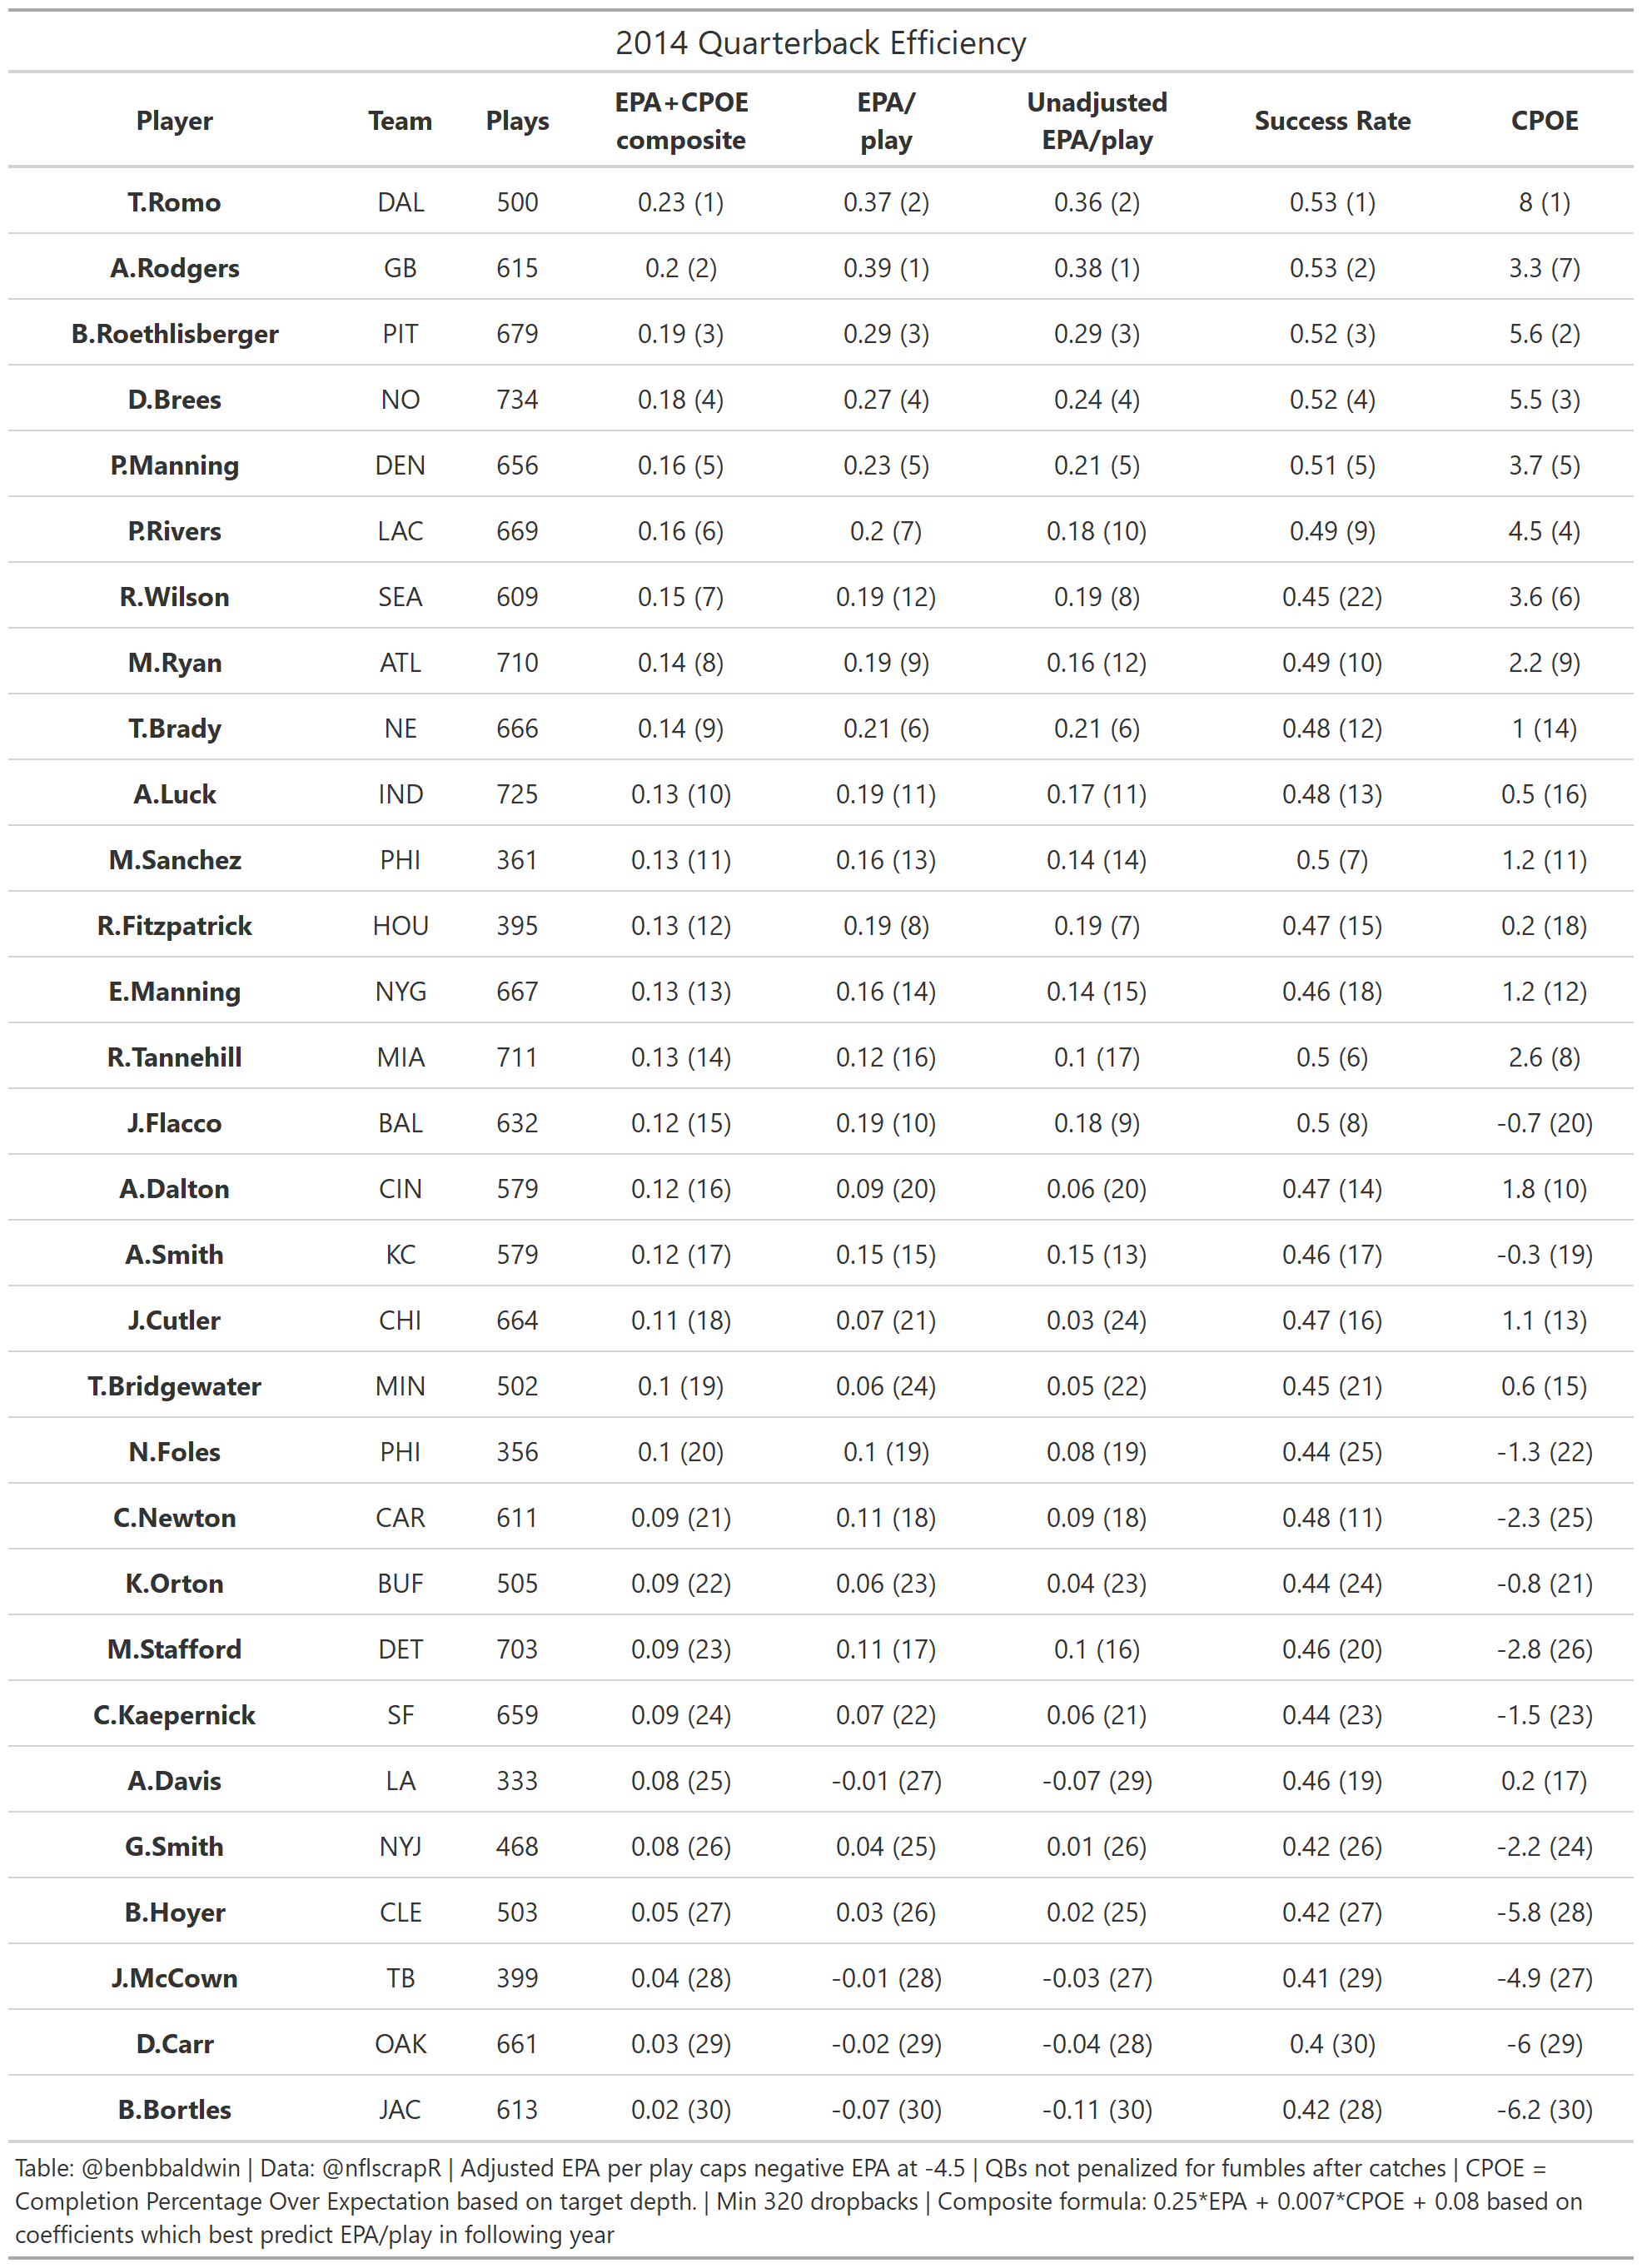 2014 Quarterback Efficiency
Player Team Plays EPA+CPOE composite EPA/ play Unadjusted EPA/play Success Rate CPOE
T.Romo DAL 500 0.23 (1) 0.37 (2) 0.36 (2) 0.53 (1) 8 (1)
A.Rodgers GB 615 0.2 (2) 0.39 (1) 0.38 (1) 0.53 (2) 3.3 (7)
B.Roethlisberger PIT 679 0.19 (3) 0.29 (3) 0.29 (3) 0.52 (3) 5.6 (2)
D.Brees NO 734 0.18 (4) 0.27 (4) 0.24 (4) 0.52 (4) 5.5 (3)
P.Manning DEN 656 0.16 (5) 0.23 (5) 0.21 (5) 0.51 (5) 3.7 (5)
P.Rivers LAC 669 0.16 (6) 0.2 (7) 0.18 (10) 0.49 (9) 4.5 (4)
R.Wilson SEA 609 0.15 (7) 0.19 (12) 0.19 (8) 0.45 (22) 3.6 (6)
M.Ryan ATL 710 0.14 (8) 0.19 (9) 0.16 (12) 0.49 (10) 2.2 (9)
T.Brady NE 666 0.14 (9) 0.21 (6) 0.21 (6) 0.48 (12) 1 (14)
A.Luck IND 725 0.13 (10) 0.19 (11) 0.17 (11) 0.48 (13) 0.5 (16)
M.Sanchez PHI 361 0.13 (11) 0.16 (13) 0.14 (14) 0.5 (7) 1.2 (11)
R.Fitzpatrick HOU 395 0.13 (12) 0.19 (8) 0.19 (7) 0.47 (15) 0.2 (18)
E.Manning NYG 667 0.13 (13) 0.16 (14) 0.14 (15) 0.46 (18) 1.2 (12)
R.Tannehill MIA 711 0.13 (14) 0.12 (16) 0.1 (17) 0.5 (6) 2.6 (8)
J.Flacco BAL 632 0.12 (15) 0.19 (10) 0.18 (9) 0.5 (8) -0.7 (20)
A.Dalton CIN 579 0.12 (16) 0.09 (20) 0.06 (20) 0.47 (14) 1.8 (10)
A.Smith KC 579 0.12 (17) 0.15 (15) 0.15 (13) 0.46 (17) -0.3 (19)
J.Cutler CHI 664 0.11 (18) 0.07 (21) 0.03 (24) 0.47 (16) 1.1 (13)
T.Bridgewater MIN 502 0.1 (19) 0.06 (24) 0.05 (22) 0.45 (21) 0.6 (15)
N.Foles PHI 356 0.1 (20) 0.1 (19) 0.08 (19) 0.44 (25) -1.3 (22)
C.Newton CAR 611 0.09 (21) 0.11 (18) 0.09 (18) 0.48 (11) -2.3 (25)
K.Orton BUF 505 0.09 (22) 0.06 (23) 0.04 (23) 0.44 (24) -0.8 (21)
M.Stafford DET 703 0.09 (23) 0.11 (17) 0.1 (16) 0.46 (20) -2.8 (26)
C.Kaepernick SF 659 0.09 (24) 0.07 (22) 0.06 (21) 0.44 (23) -1.5 (23)
A.Davis LA 333 0.08 (25) -0.01 (27) -0.07 (29) 0.46 (19) 0.2 (17)
G.Smith NYJ 468 0.08 (26) 0.04 (25) 0.01 (26) 0.42 (26) -2.2 (24)
B.Hoyer CLE 503 0.05 (27) 0.03 (26) 0.02 (25) 0.42 (27) -5.8 (28)
J.McCown TB 399 0.04 (28) -0.01 (28) -0.03 (27) 0.41 (29) -4.9 (27)
D.Carr OAK 661 0.03 (29) -0.02 (29) -0.04 (28) 0.4 (30) -6 (29)
B.Bortles JAC 613 0.02 (30) -0.07 (30) -0.11 (30) 0.42 (28) -6.2 (30)
Table: @benbbaldwin | Data: @nflscrapR | Adjusted EPA per play caps negative EPA at -4.5 | QBs not penalized for fumbles after catches | CPOE =
Completion Percentage Over Expectation based on target depth. | Min 320 dropbacks | Composite formula: 0.25*EPA + 0.007*CPOE + 0.08 based on
coefficients which best predict EPA/play in following year